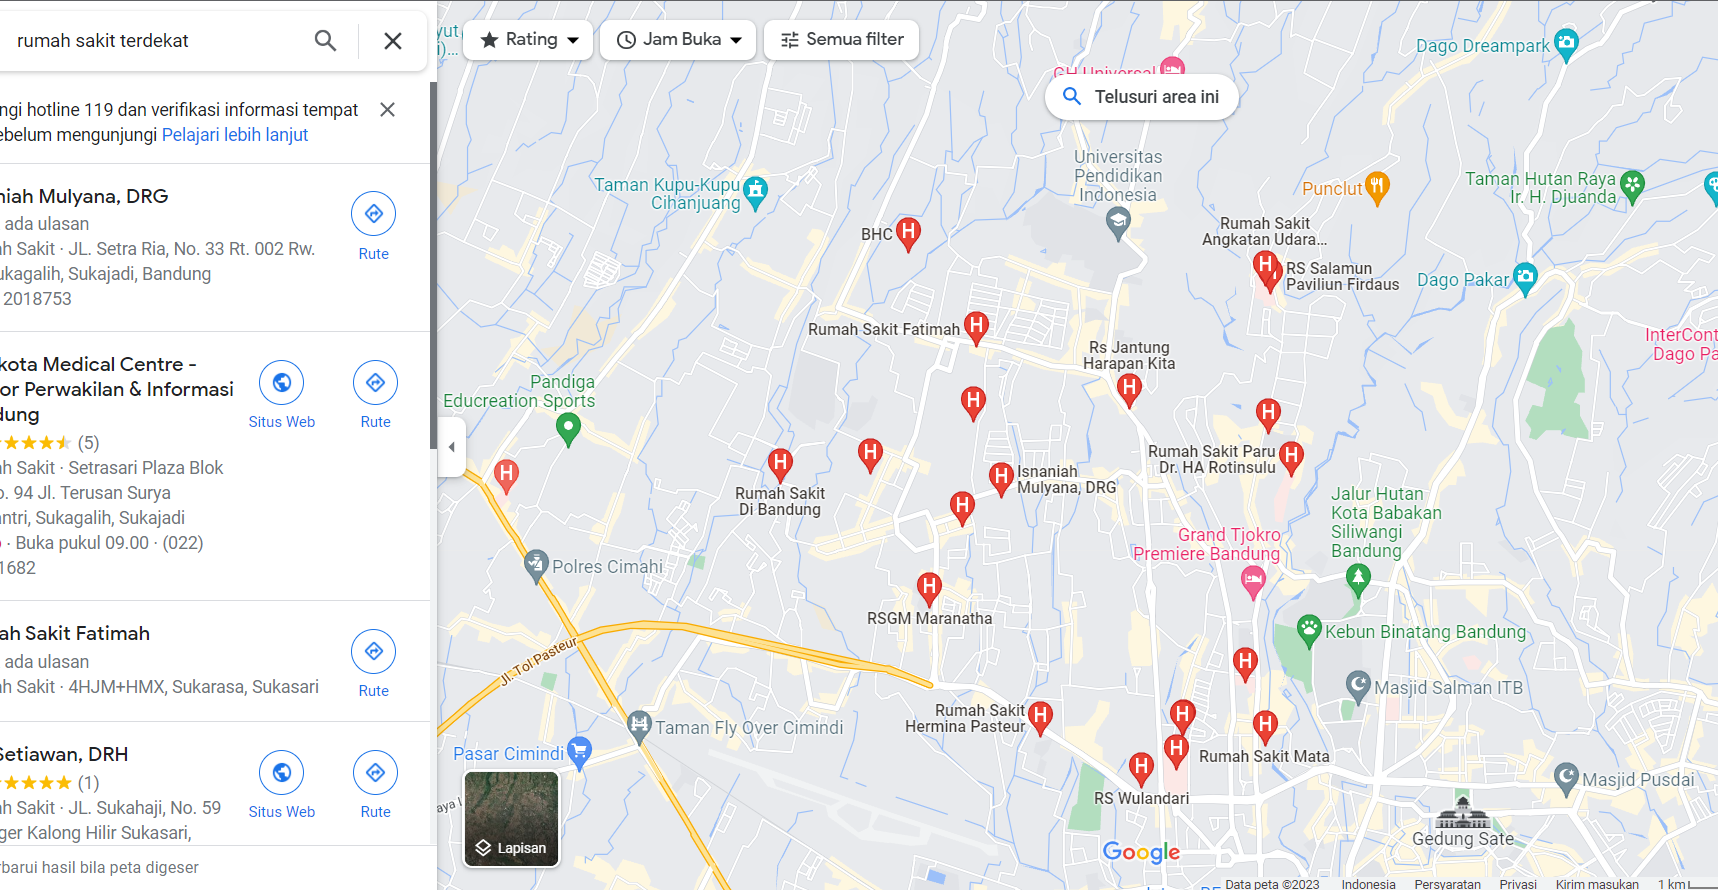 rumah sakit terdekat
ngi hotline 119 dan verifikasi informasi tempat
ebelum mengunjungi Pelajari lebih lanjut
niah Mulyana, DRG
ada ulasan
ah Sakit · JL. Setra Ria, No. 33 Rt. 002 Rw.
ukagalih, Sukajadi, Bandung
2018753
Rute
kota Medical Centre -
or Perwakilan & Informasi
dung
(5)
ah Sakit · Setrasari Plaza Blok
o. 94 Jl. Terusan Surya
antri, Sukagalih, Sukajadi
· Buka pukul 09.00 · (022)
1682
Situs Web
Rute
ah Sakit Fatimah
ada ulasan
ah Sakit · 4HJM+HMX, Sukarasa, Sukasari
Rute
Setiawan, DRH
(1)
ah Sakit · JL. Sukahaji, No. 59
ger Kalong Hilir Sukasari,
Situs Web
Rute
rbarui hasil bila peta digeser
Rating
Jam Buka
Semua filter
Telusuri area ini
GH Universal
Dago Dreampark
Universitas
Pendidikan
Indonesia
Taman Kupu-Kupu
Cihanjuang
Punclut
Taman Hutan Raya
Ir. H. Djuanda
BHC
Rumah Sakit
Angkatan Udara...
RS Salamun
Paviliun Firdaus
Dago Pakar
Rumah Sakit Fatimah
Rs Jantung
Harapan Kita
InterCont
Dago Pa
Pandiga
Educreation Sports
Rumah Sakit Paru
Dr. HA Rotinsulu
Isnaniah
Mulyana, DRG
Rumah Sakit
Di Bandung
Jalur Hutan
Kota Babakan
Siliwangi
Bandung
Grand Tjokro
Premiere Bandung
Polres Cimahi
RSGM Maranatha
Kebun Binatang Bandung
Jl. Tol Pasteur
Masjid Salman ITB
Rumah Sakit
Hermina Pasteur
Taman Fly Over Cimindi
Pasar Cimindi
Rumah Sakit Mata
Masjid Pusdai
RS Wulandari
Gedung Sate
Lapisan
Google
Data peta ©2023
Indonesia
Persyaratan
Privasi
Kirim masukan
1 km